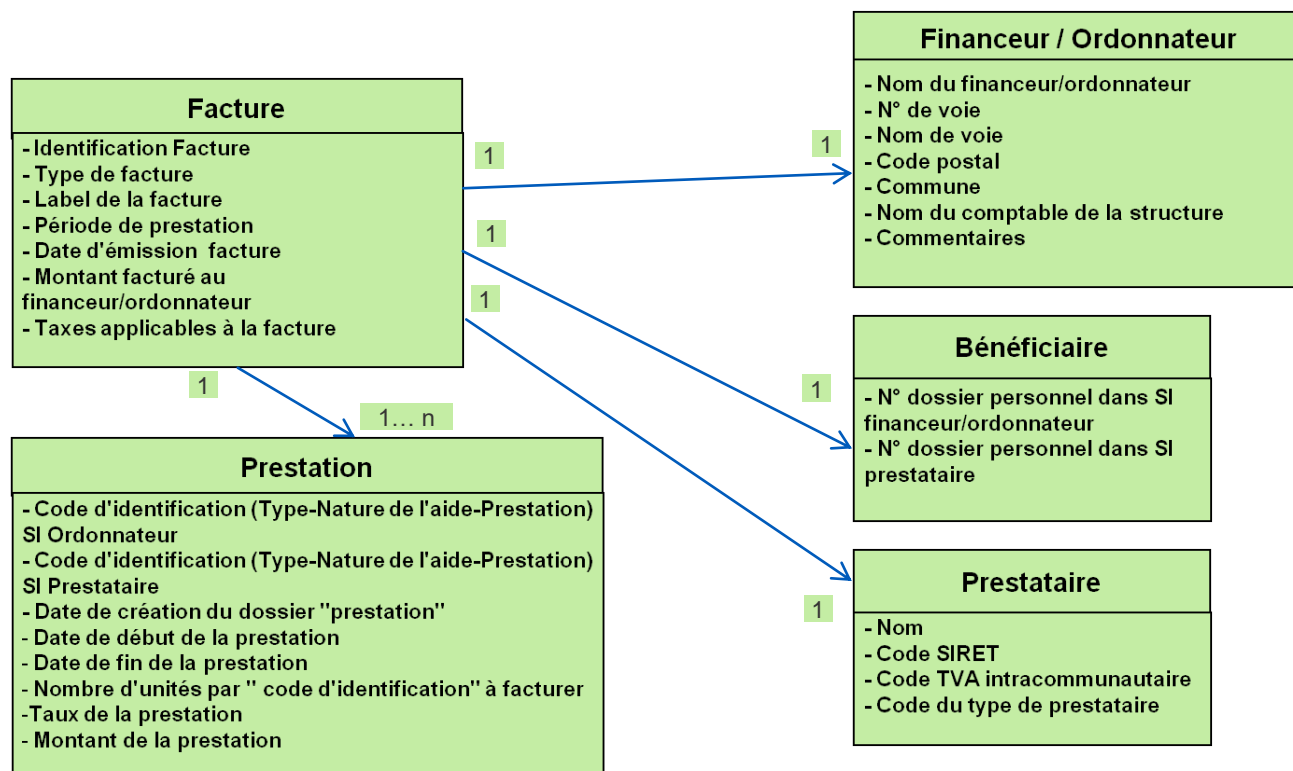 Facture
- Identification Facture
- Type de facture
- Label de la facture
- Période de prestation
- Date d'émission  facture
- Montant facturé au
financeur/ordonnateur
- Taxes applicables à la facture
1
1
1
1
1… n
1
1
1
Financeur / Ordonnateur
- Nom du financeur/ordonnateur
- N° de voie
- Nom de voie
- Code postal
- Commune
- Nom du comptable de la structure
- Commentaires
Bénéficiaire
- N° dossier personnel dans SI
financeur/ordonnateur
- N° dossier personnel dans SI
prestataire
Prestation
- Code d'identification (Type-Nature de l'aide-Prestation)
SI Ordonnateur
- Code d'identification (Type-Nature de l'aide-Prestation)
SI Prestataire
- Date de création du dossier "prestation"
- Date de début de la prestation
- Date de fin de la prestation
- Nombre d'unités par " code d'identification" à facturer
-Taux de la prestation
- Montant de la prestation
Prestataire
- Nom
- Code SIRET
- Code TVA intracommunautaire
- Code du type de prestataire